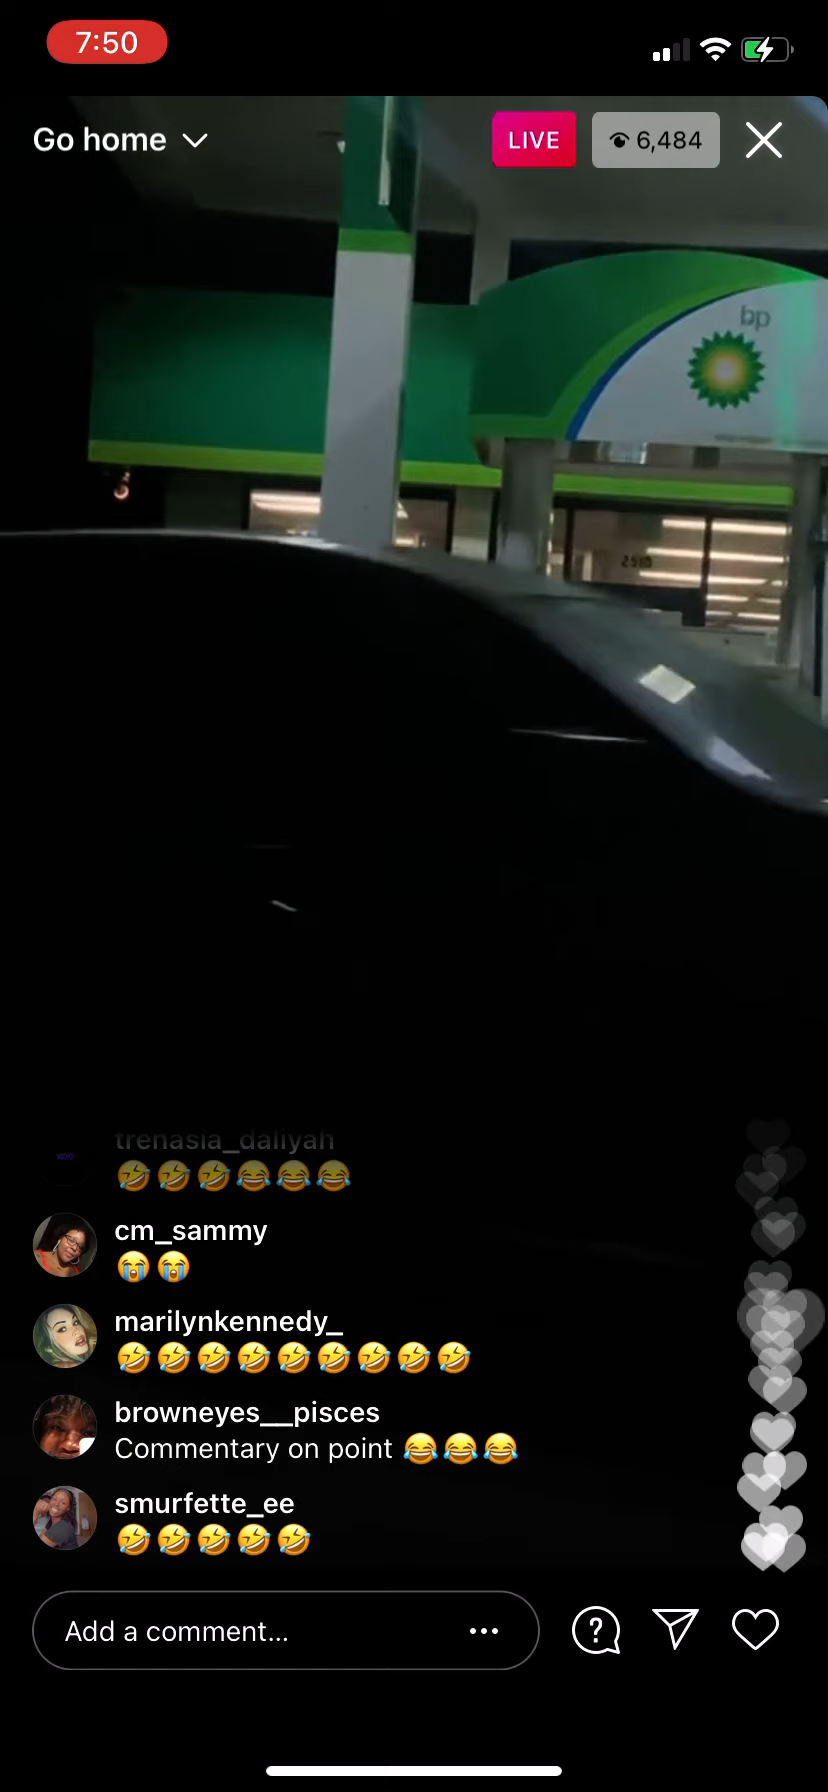 7:50
Go home
LIVE
6,484
bp
trenasia_daliyah
🤣🤣🤣😂😂😂
cm_sammy
😭😭
marilynkennedy_
🤣🤣🤣🤣🤣🤣🤣🤣🤣
browneyes__pisces
Commentary on point 😂😂😂
smurfette_ee
🤣🤣🤣🤣🤣
Add a comment...